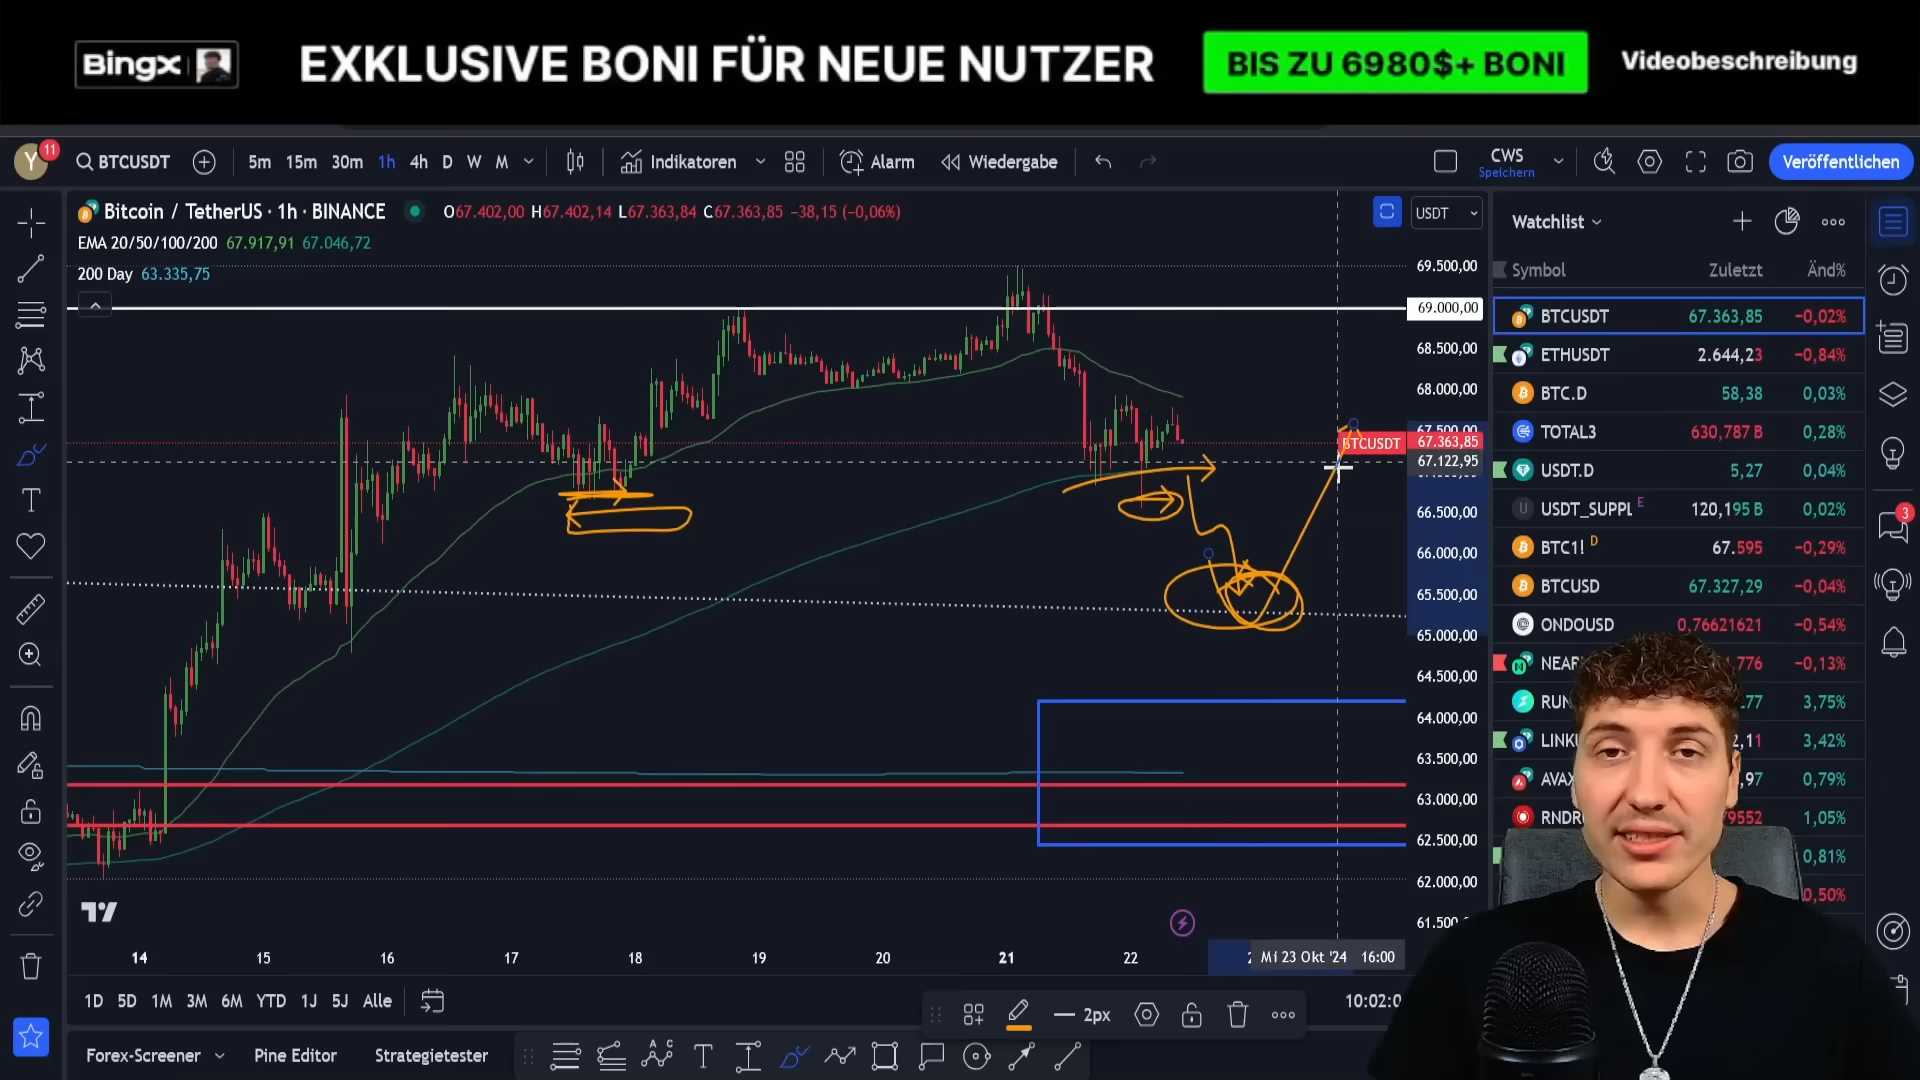 Bingx
EXKLUSIVE BONI FÜR NEUE NUTZER
BIS ZU 6980$+ BONI
Videobeschreibung
Y 11 BTCUSDT 5m 15m 30m 1h 4h D W M Indikatoren Alarm Wiedergabe CWS Speichern Veröffentlichen
Bitcoin / TetherUS · 1h · BINANCE O67.402,00 H67.402,14 L67.363,84 C67.363,85 −38,15 (−0,06%) USDT
EMA 20/50/100/200 67.917,91 67.046,72
200 Day 63.335,75
69.500,00
69.000,00
68.500,00
68.000,00
BTCUSDT 67.363,85
67.122,95
66.500,00
66.000,00
65.500,00
65.000,00
64.500,00
64.000,00
63.500,00
63.000,00
62.500,00
62.000,00
14 15 16 17 18 19 20 21 22 Mi 23 Okt '24 16:00
1D 5D 1M 3M 6M YTD 1J 5J Alle
2px
Forex-Screener Pine Editor Strategietester
Watchlist
Symbol Zuletzt Änd%
BTCUSDT 67.363,85 −0,02%
ETHUSDT 2.644,23 −0,84%
BTC.D 58,38 0,03%
TOTAL3 630,787 B 0,28%
USDT.D 5,27 0,04%
USDT_SUPPL E 120,195 B 0,02%
BTC1! D 67.595 −0,29%
BTCUSD 67.327,29 −0,04%
ONDOUSD 0,76621621 −0,54%
−0,13%
3,75%
3,42%
0,79%
1,05%
0,81%
0,50%
3